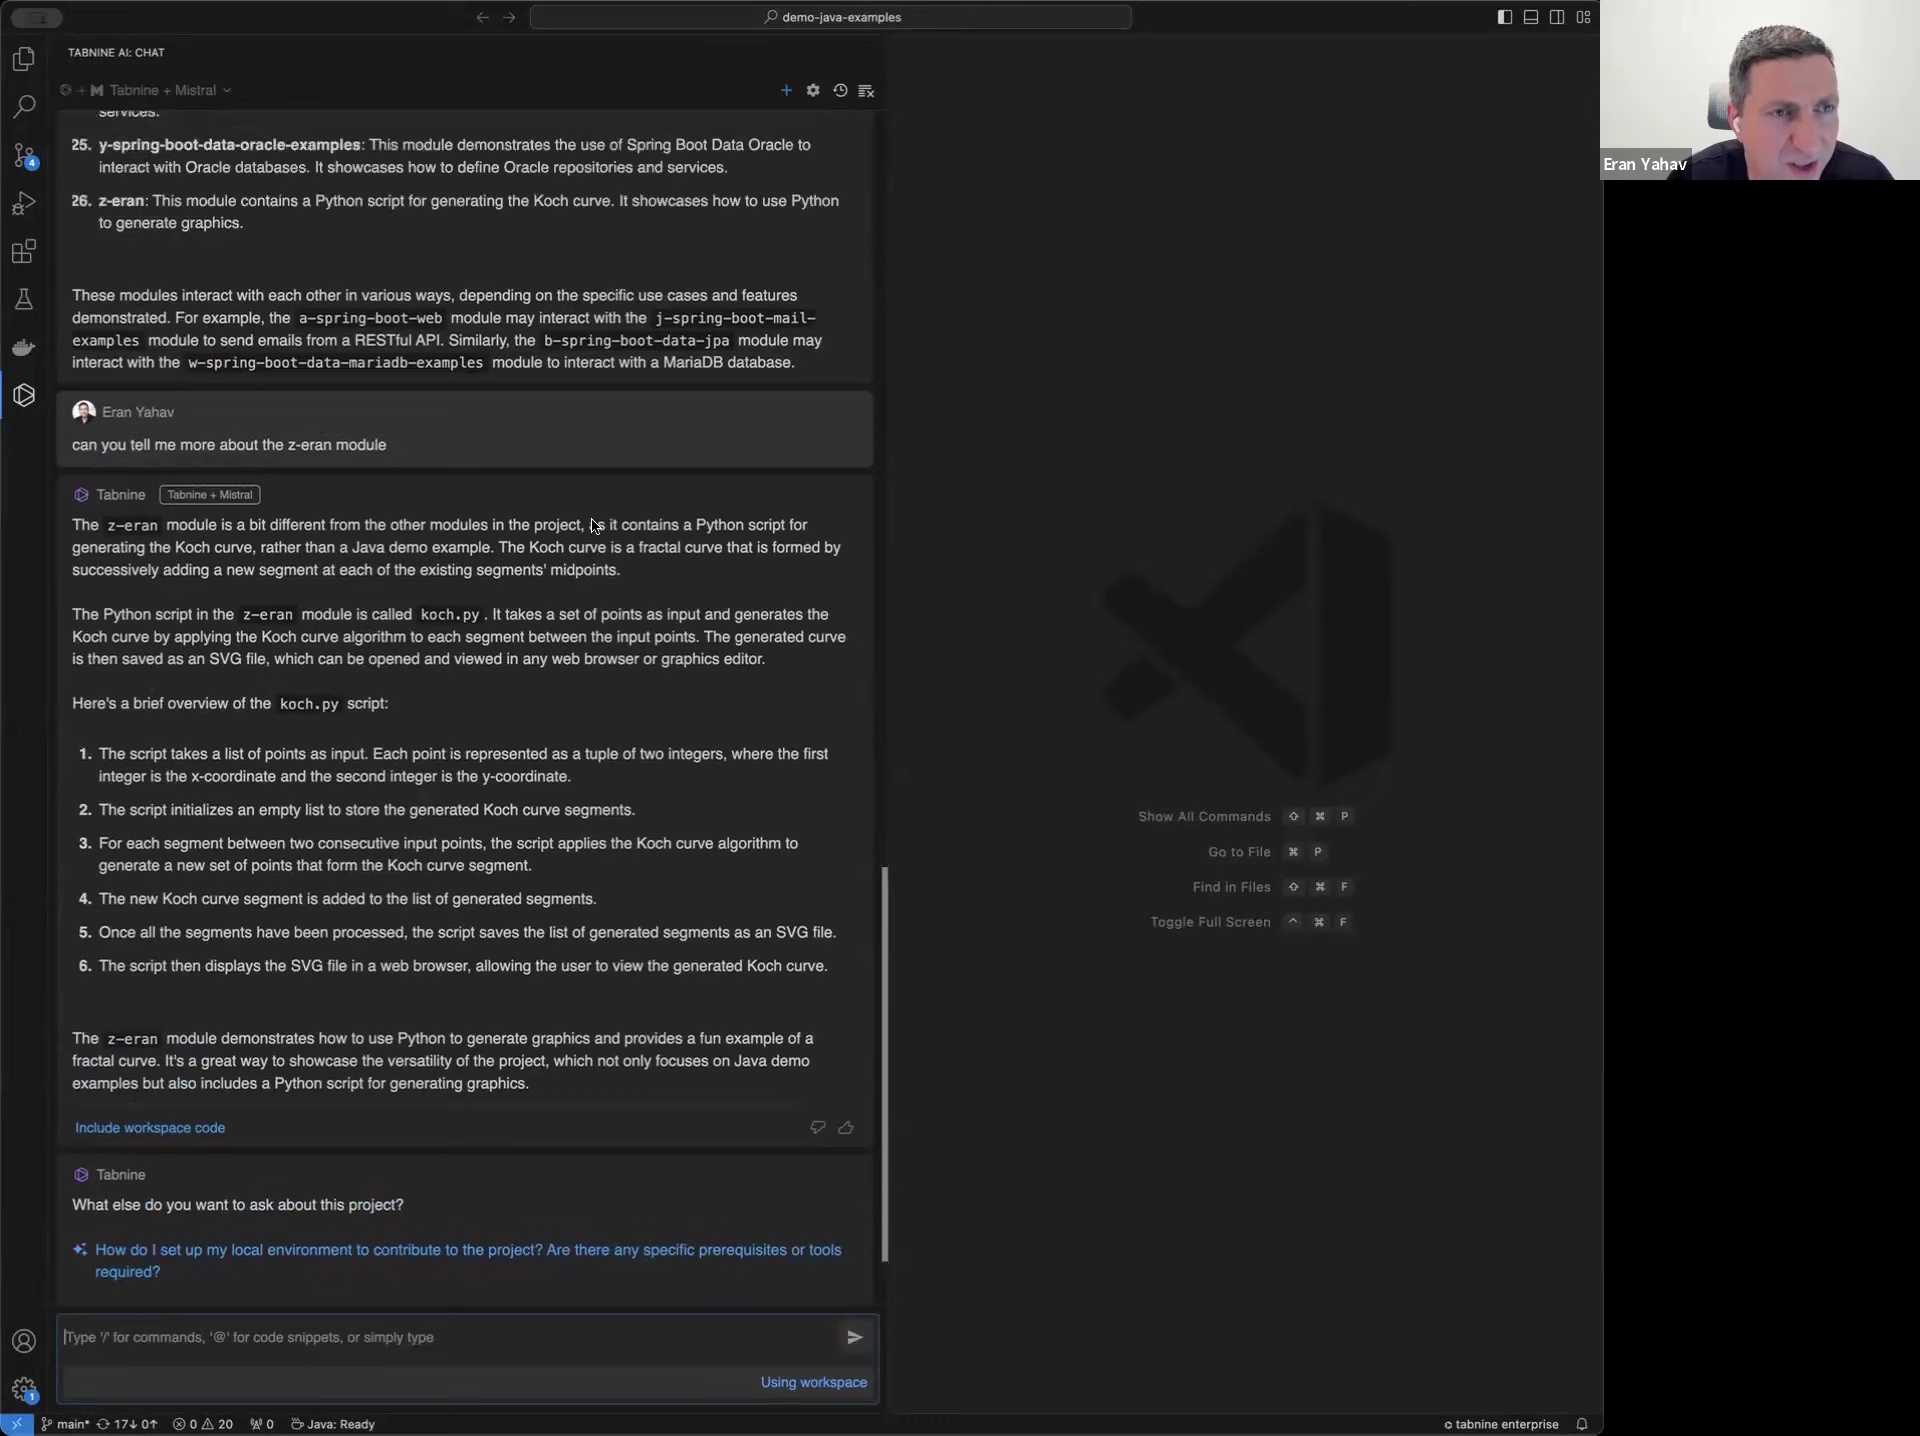 demo-java-examples
TABNINE AI: CHAT
Tabnine + Mistral
services.
25. y-spring-boot-data-oracle-examples: This module demonstrates the use of Spring Boot Data Oracle to
interact with Oracle databases. It showcases how to define Oracle repositories and services.
26. z-eran: This module contains a Python script for generating the Koch curve. It showcases how to use Python
to generate graphics.
These modules interact with each other in various ways, depending on the specific use cases and features
demonstrated. For example, the a-spring-boot-web module may interact with the j-spring-boot-mail-
examples module to send emails from a RESTful API. Similarly, the b-spring-boot-data-jpa module may
interact with the w-spring-boot-data-mariadb-examples module to interact with a MariaDB database.
Eran Yahav
can you tell me more about the z-eran module
Tabnine Tabnine + Mistral
The z-eran module is a bit different from the other modules in the project, as it contains a Python script for
generating the Koch curve, rather than a Java demo example. The Koch curve is a fractal curve that is formed by
successively adding a new segment at each of the existing segments' midpoints.
The Python script in the z-eran module is called koch.py. It takes a set of points as input and generates the
Koch curve by applying the Koch curve algorithm to each segment between the input points. The generated curve
is then saved as an SVG file, which can be opened and viewed in any web browser or graphics editor.
Here's a brief overview of the koch.py script:
1. The script takes a list of points as input. Each point is represented as a tuple of two integers, where the first
integer is the x-coordinate and the second integer is the y-coordinate.
2. The script initializes an empty list to store the generated Koch curve segments.
3. For each segment between two consecutive input points, the script applies the Koch curve algorithm to
generate a new set of points that form the Koch curve segment.
4. The new Koch curve segment is added to the list of generated segments.
5. Once all the segments have been processed, the script saves the list of generated segments as an SVG file.
6. The script then displays the SVG file in a web browser, allowing the user to view the generated Koch curve.
The z-eran module demonstrates how to use Python to generate graphics and provides a fun example of a
fractal curve. It's a great way to showcase the versatility of the project, which not only focuses on Java demo
examples but also includes a Python script for generating graphics.
Include workspace code
Tabnine
What else do you want to ask about this project?
How do I set up my local environment to contribute to the project? Are there any specific prerequisites or tools
required?
Type '/' for commands, '@' for code snippets, or simply type
Using workspace
main* 17↓ 0↑ 0 20 0 Java: Ready
tabnine enterprise
4
1
Show All Commands ⇧ ⌘ P
Go to File ⌘ P
Find in Files ⇧ ⌘ F
Toggle Full Screen ^ ⌘ F
Eran Yahav